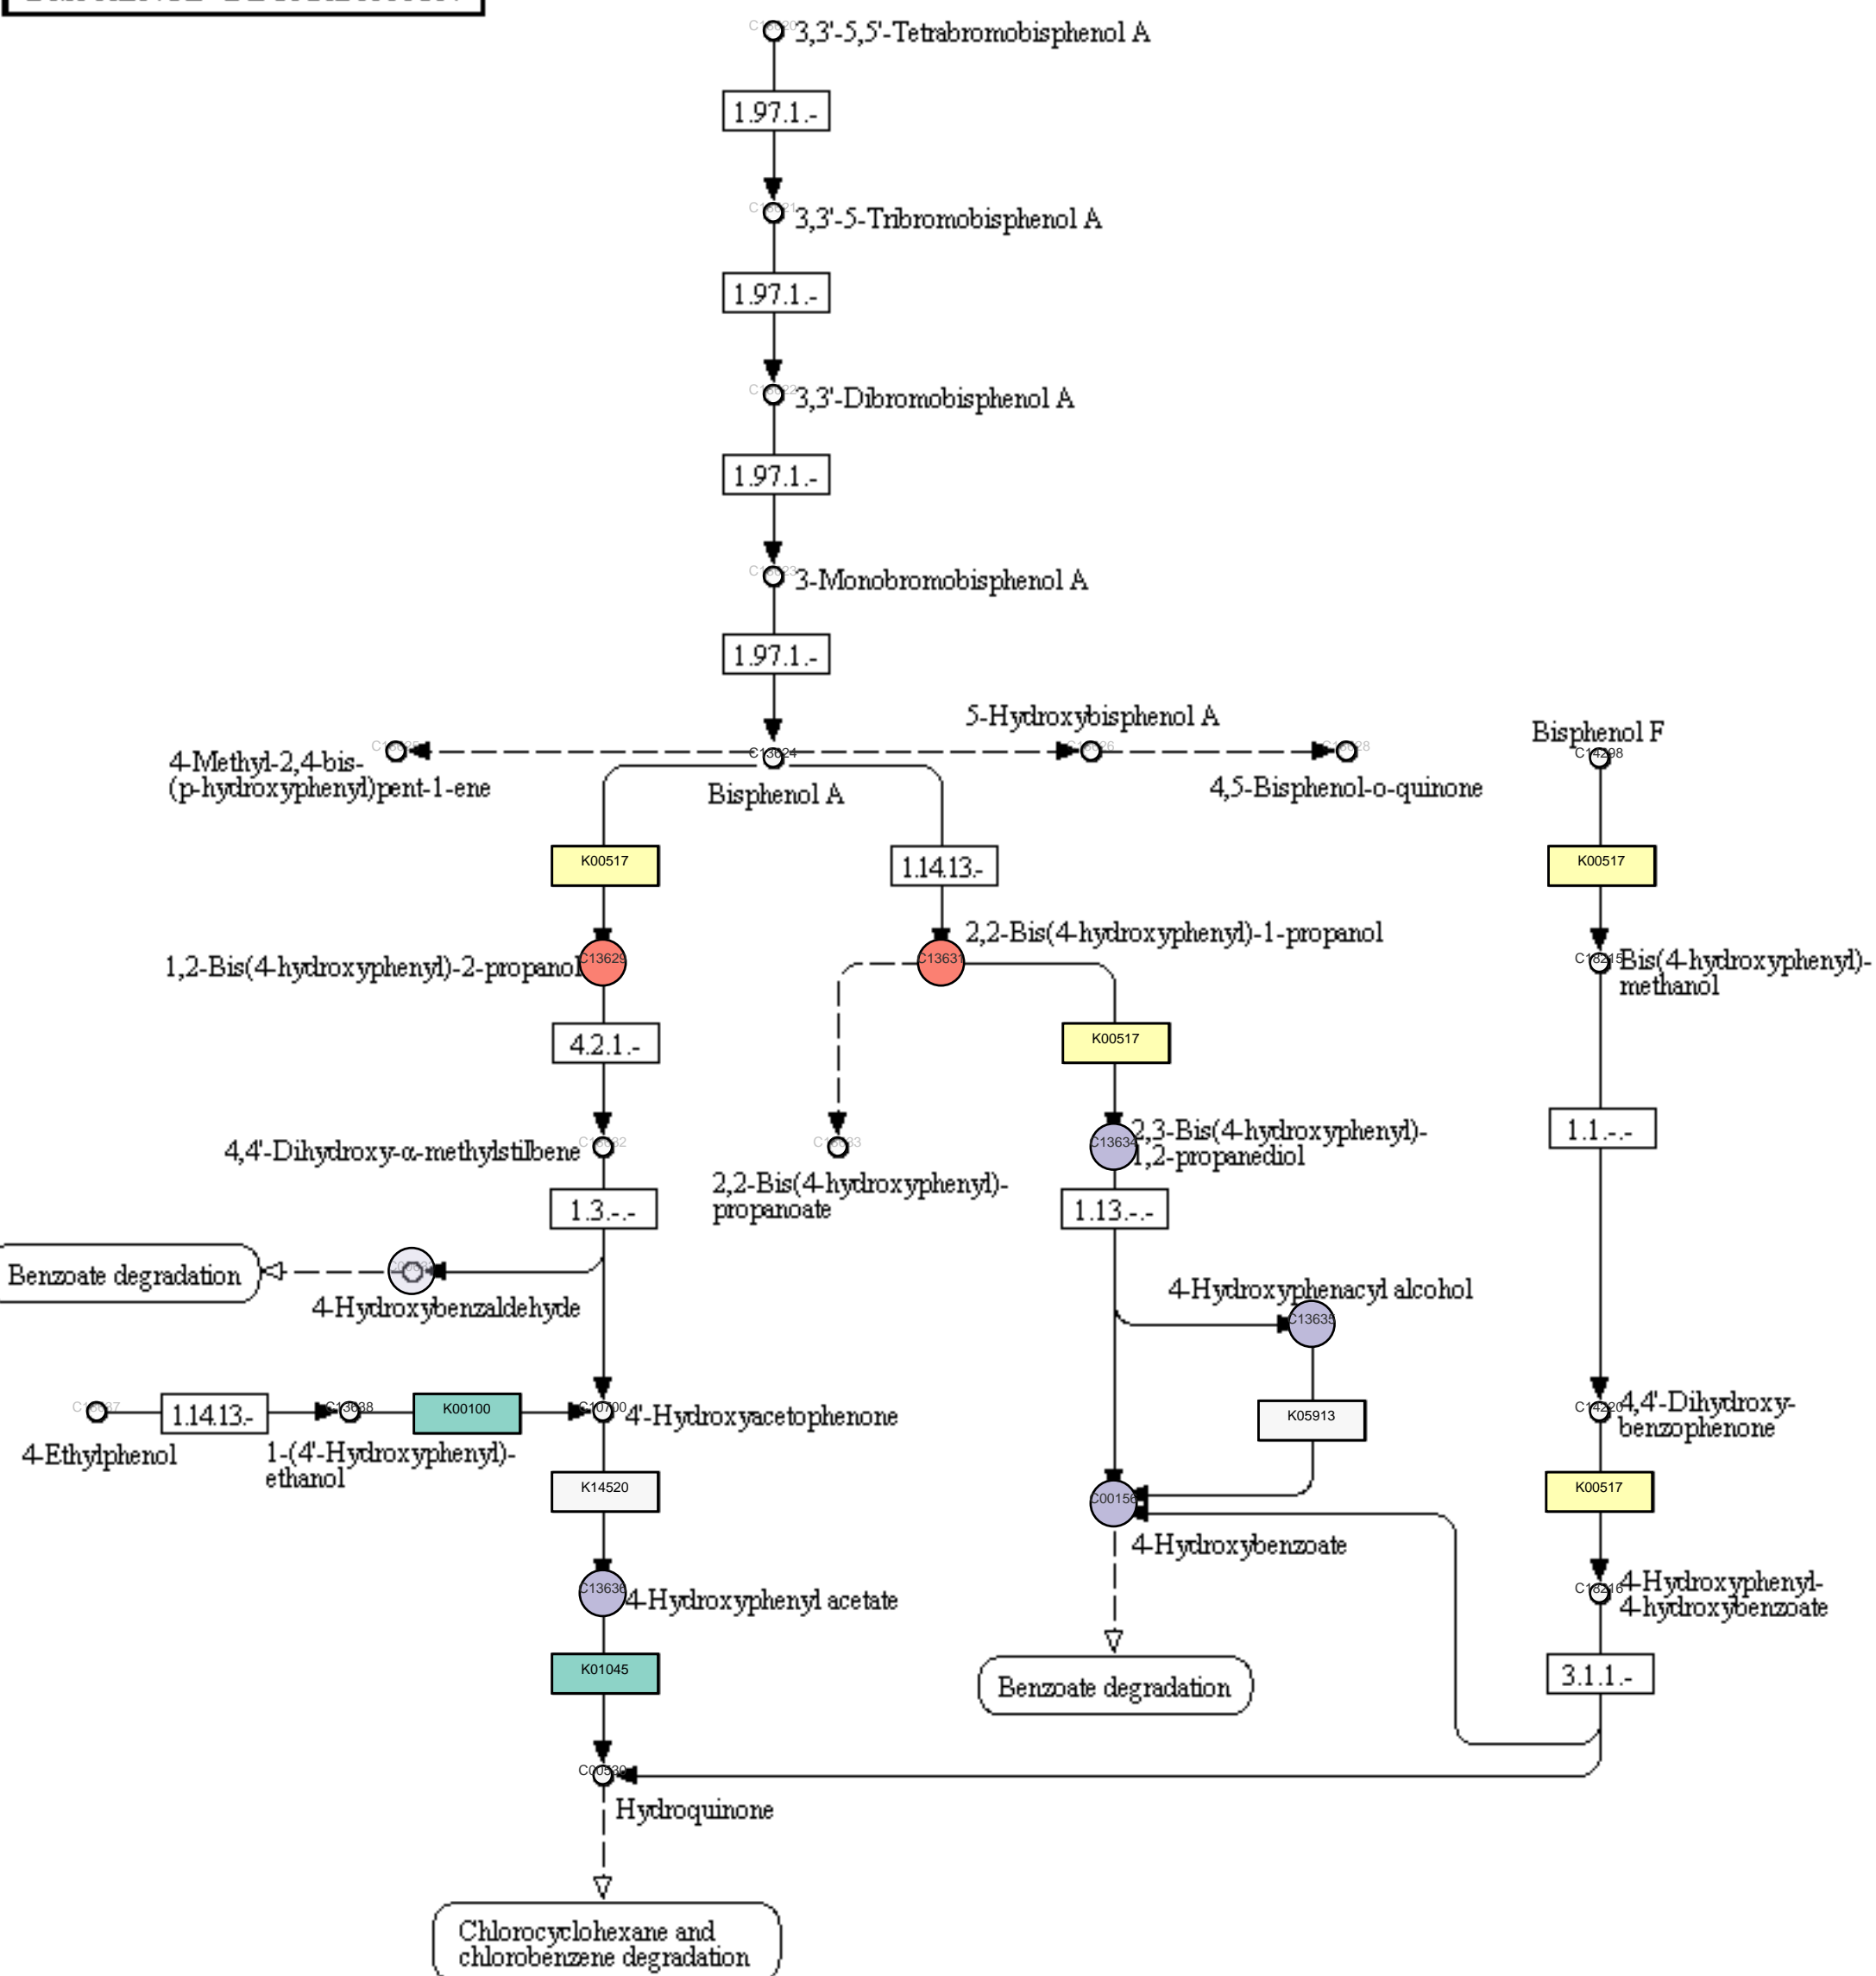 3,3'-5,5'-Tetrabromobisphenol A
1.97.1.-
3,3'-5-Tribromobisphenol A
1.97.1.-
3,3'-Dibromobisphenol A
1.97.1.-
3-Monobromobisphenol A
1.97.1.-
5-Hydroxybisphenol A
Bisphenol F
C13624
C14298
4-Methyl-2,4-bis-
(p-hydroxyphenyl)pent-1-ene
Bisphenol A
4,5-Bisphenol-o-quinone
K00517
1.14.13.-
K00517
2,2-Bis(4-hydroxyphenyl)-1-propanol
1,2-Bis(4-hydroxyphenyl)-2-propanol
C13629
C13631
C18215
Bis(4-hydroxyphenyl)-
methanol
4.2.1.-
K00517
1.1.-.-
4,4'-Dihydroxy-α-methylstilbene
C13634
2,3-Bis(4-hydroxyphenyl)-
1,2-propanediol
2,2-Bis(4-hydroxyphenyl)-
propanoate
1.3.-.-
1.13.-.-
Benzoate degradation
4-Hydroxybenzaldehyde
4-Hydroxyphenacyl alcohol
C13635
1.14.13.-
C13638
K00100
C10700
4'-Hydroxyacetophenone
K05913
C14220
4,4'-Dihydroxy-
benzophenone
4-Ethylphenol
1-(4'-Hydroxyphenyl)-
ethanol
K14520
C00156
K00517
4-Hydroxybenzoate
C13636
4-Hydroxyphenyl acetate
C18216
4-Hydroxyphenyl-
4-hydroxybenzoate
K01045
Benzoate degradation
3.1.1.-
C00530
Hydroquinone
Chlorocyclohexane and
chlorobenzene degradation